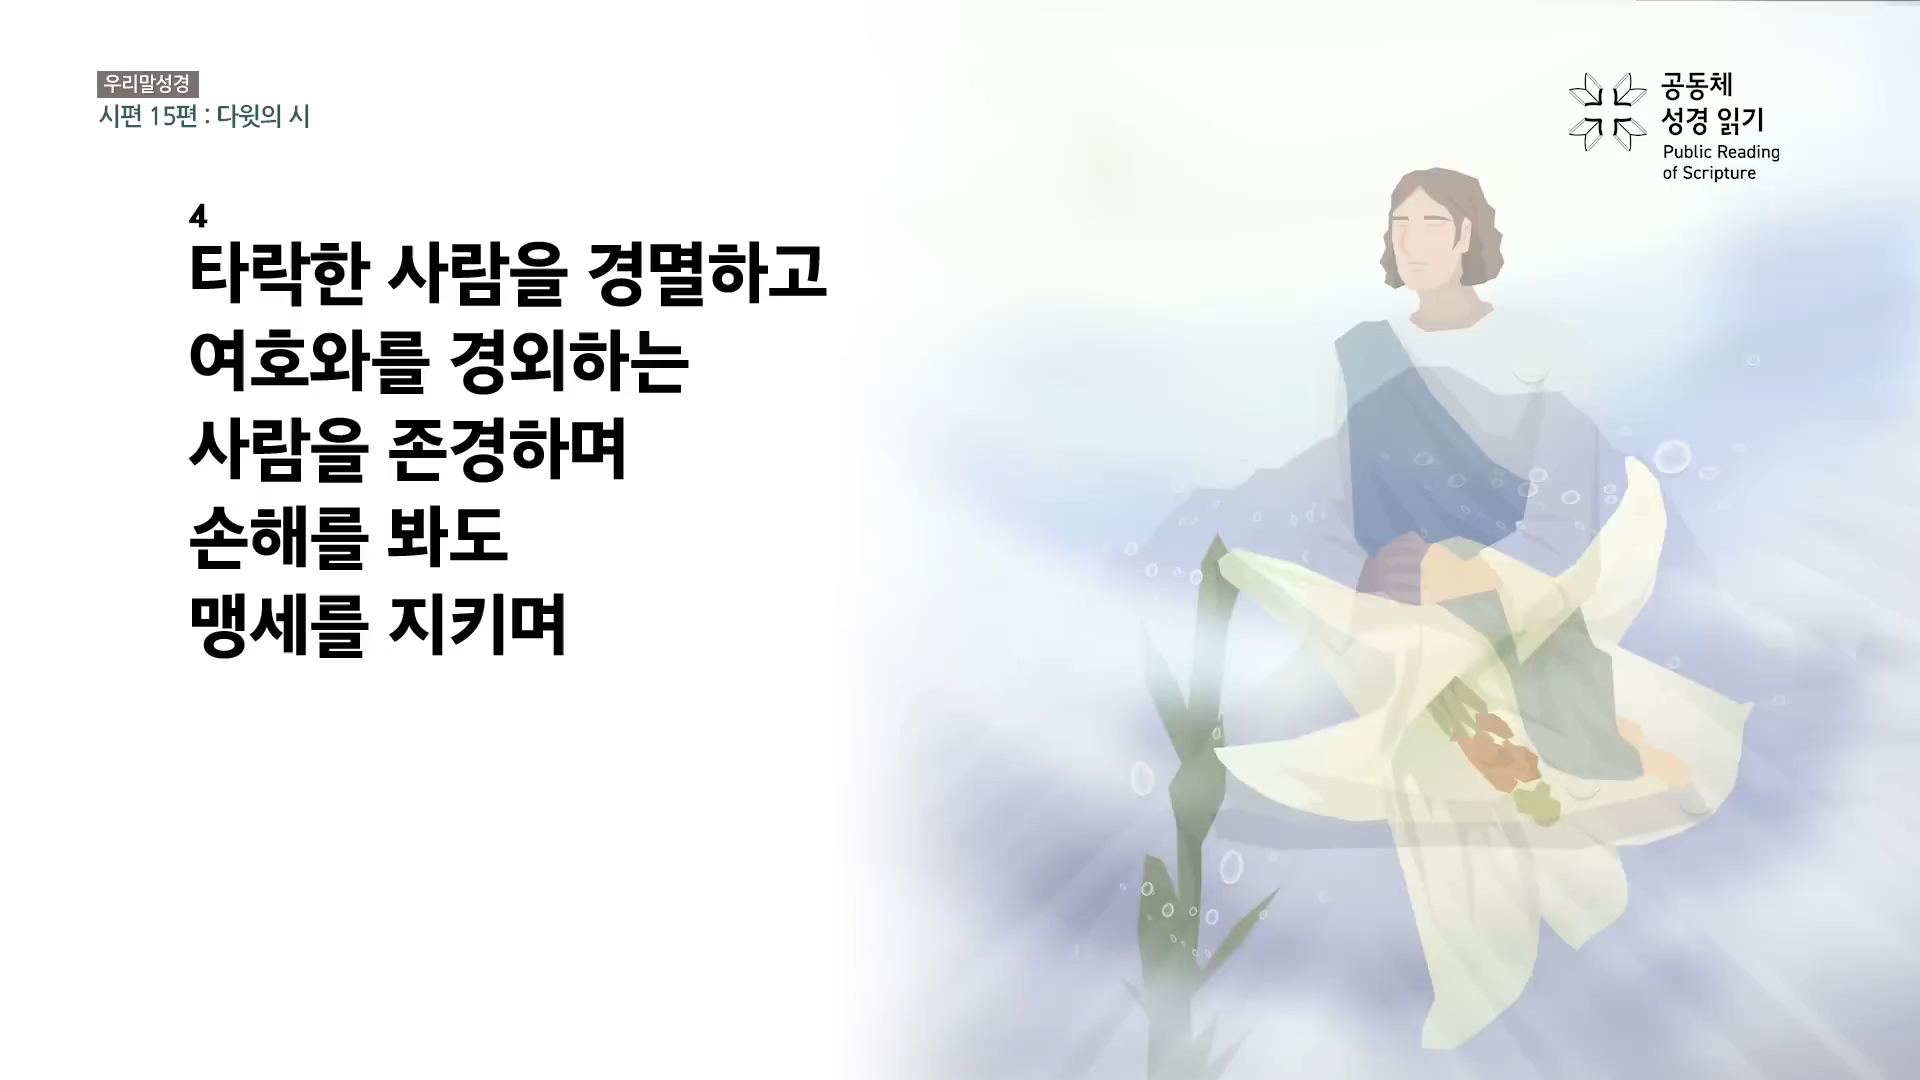 우리말성경
시편 15편 : 다윗의 시
공동체
성경 읽기
Public Reading
of Scripture
4
타락한 사람을 경멸하고
여호와를 경외하는
사람을 존경하며
손해를 봐도
맹세를 지키며